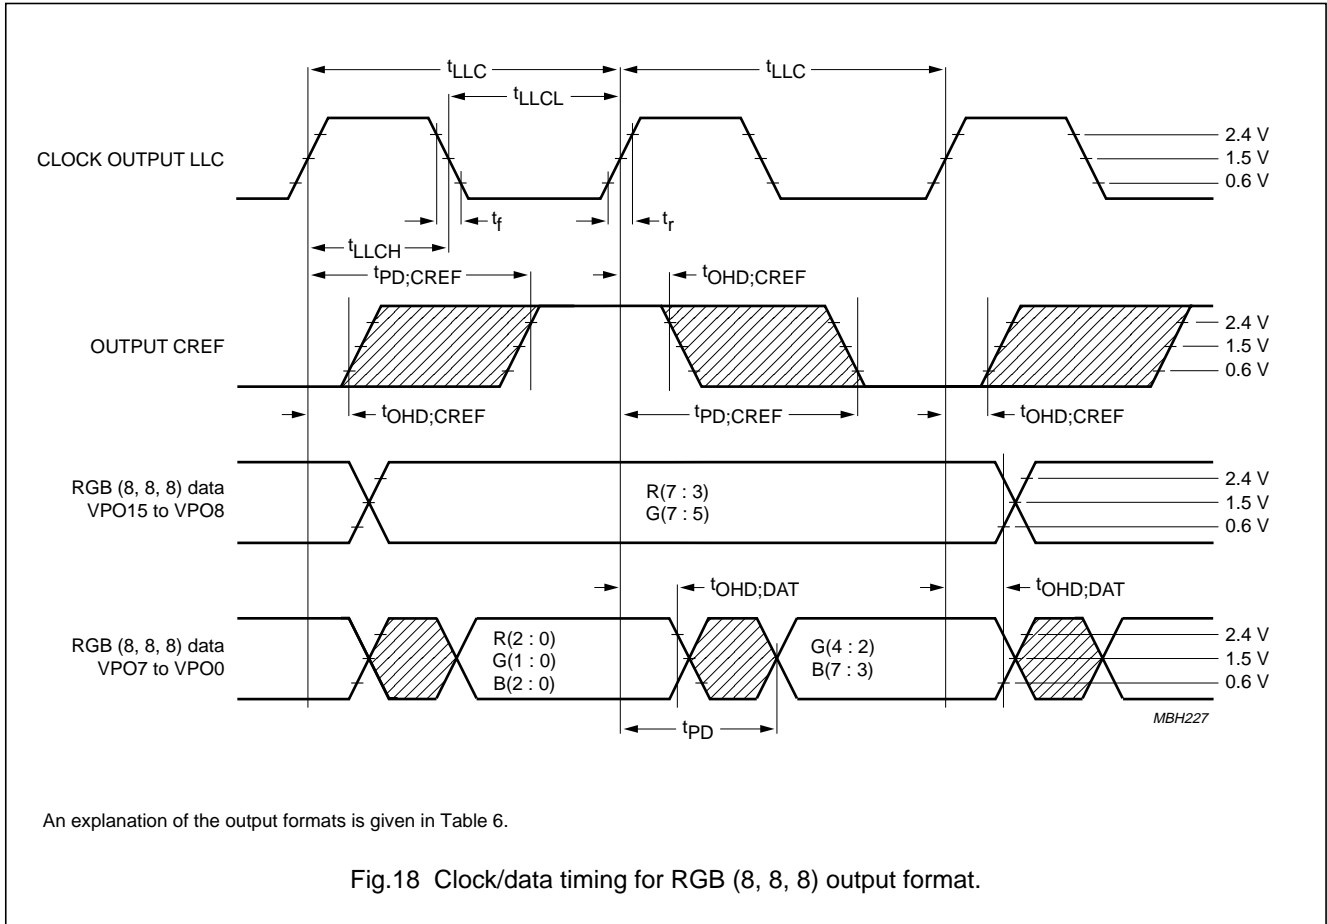 tLLC
tLLC
tLLCL
CLOCK OUTPUT LLC
2.4 V
1.5 V
0.6 V
tf
tr
tLLCH
tPD;CREF
tOHD;CREF
OUTPUT CREF
2.4 V
1.5 V
0.6 V
tOHD;CREF
tPD;CREF
tOHD;CREF
RGB (8, 8, 8) data
VPO15 to VPO8
R(7 : 3)
G(7 : 5)
2.4 V
1.5 V
0.6 V
tOHD;DAT
tOHD;DAT
RGB (8, 8, 8) data
VPO7 to VPO0
R(2 : 0)
G(1 : 0)
B(2 : 0)
G(4 : 2)
B(7 : 3)
2.4 V
1.5 V
0.6 V
tPD
MBH227
An explanation of the output formats is given in Table 6.
Fig.18 Clock/data timing for RGB (8, 8, 8) output format.